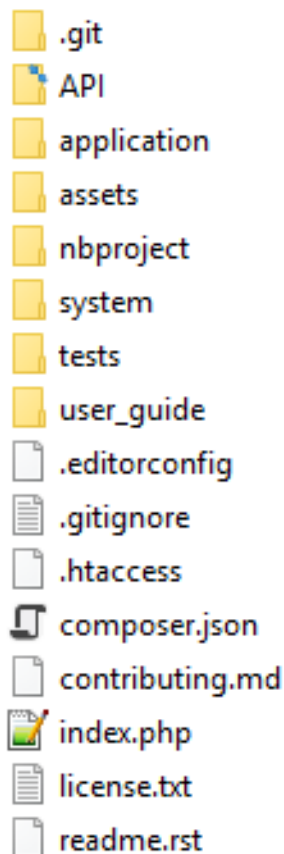 .git
API
application
assets
nbproject
system
tests
user_guide
.editorconfig
.gitignore
.htaccess
composer.json
contributing.md
index.php
license.txt
readme.rst